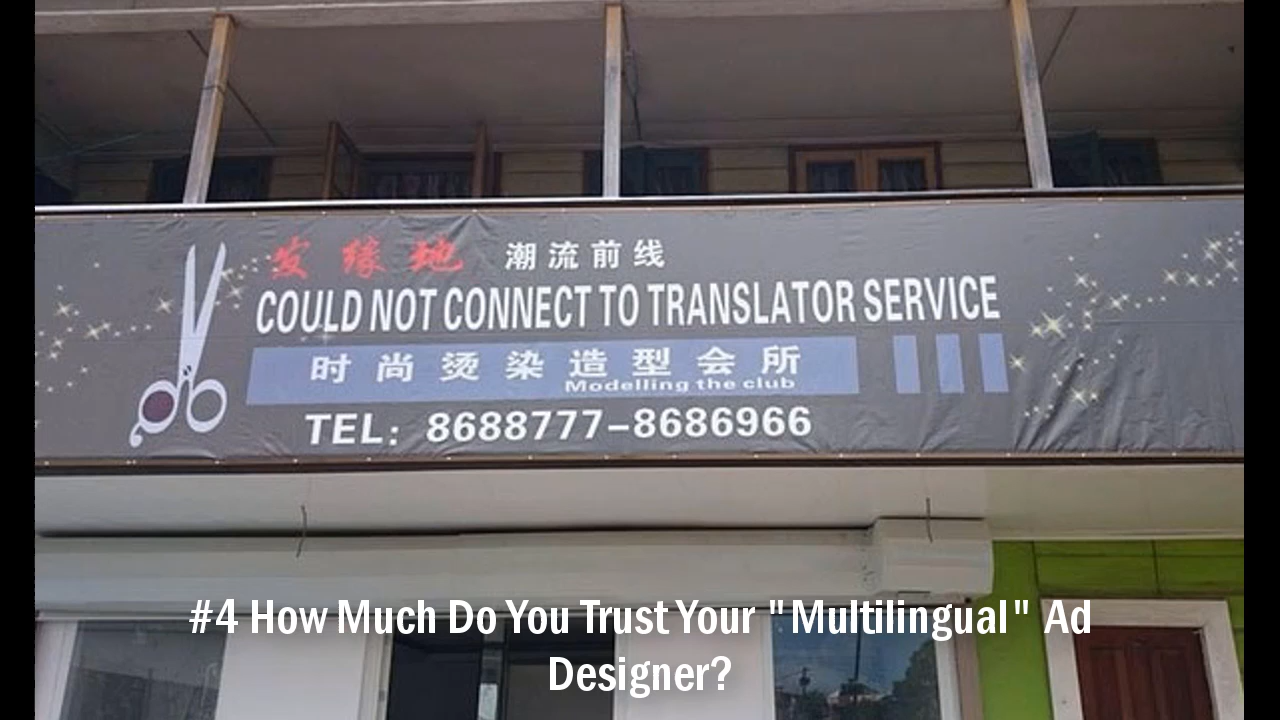 发缘地 潮流前线
COULD NOT CONNECT TO TRANSLATOR SERVICE
时尚烫染造型会所
Modelling the club
TEL: 8688777-8686966
#4 How Much Do You Trust Your "Multilingual" Ad
Designer?